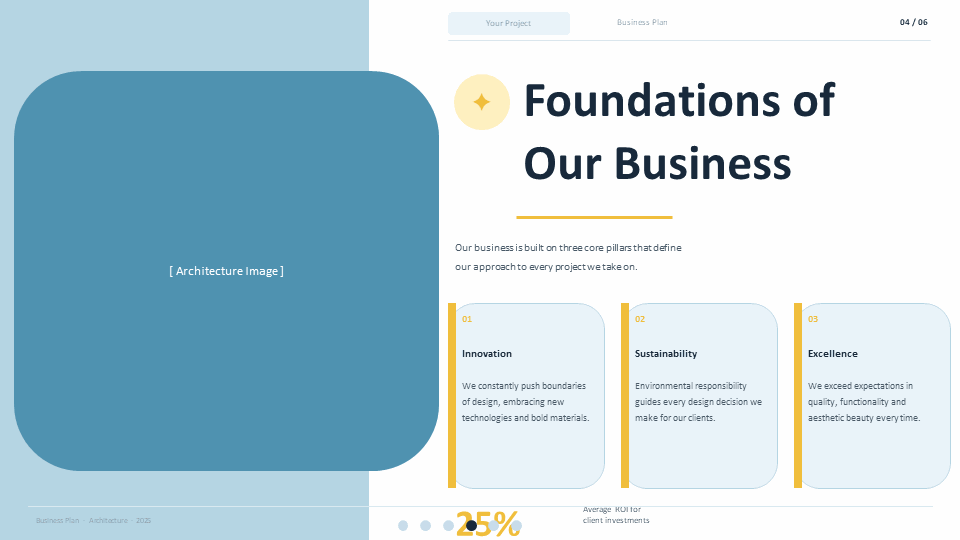 Your Project
Business Plan
04 / 06
Foundations of
Our Business
[ Architecture Image ]
Our business is built on three core pillars that define
our approach to every project we take on.
01
Innovation
We constantly push boundaries
of design, embracing new
technologies and bold materials.
02
Sustainability
Environmental responsibility
guides every design decision we
make for our clients.
03
Excellence
We exceed expectations in
quality, functionality and
aesthetic beauty every time.
25%
Average ROI for
client investments
Business Plan - Architecture - 2025